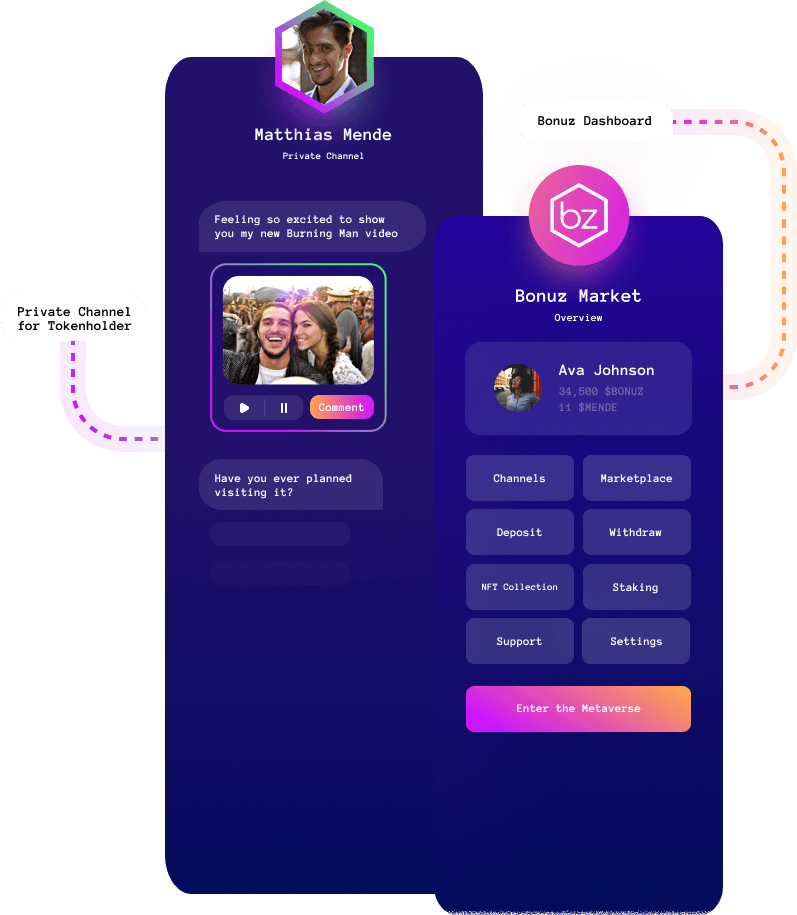 Matthias Mende
Private Channel
Feeling so excited to show
you my new Burning Man video
Comment
Have you ever planned
visiting it?
Private Channel
for Tokenholder
Bonuz Dashboard
bz
Bonuz Market
Overview
Ava Johnson
34,500 $BONUZ
11 $MENDE
Channels
Marketplace
Deposit
Withdraw
NFT Collection
Staking
Support
Settings
Enter the Metaverse